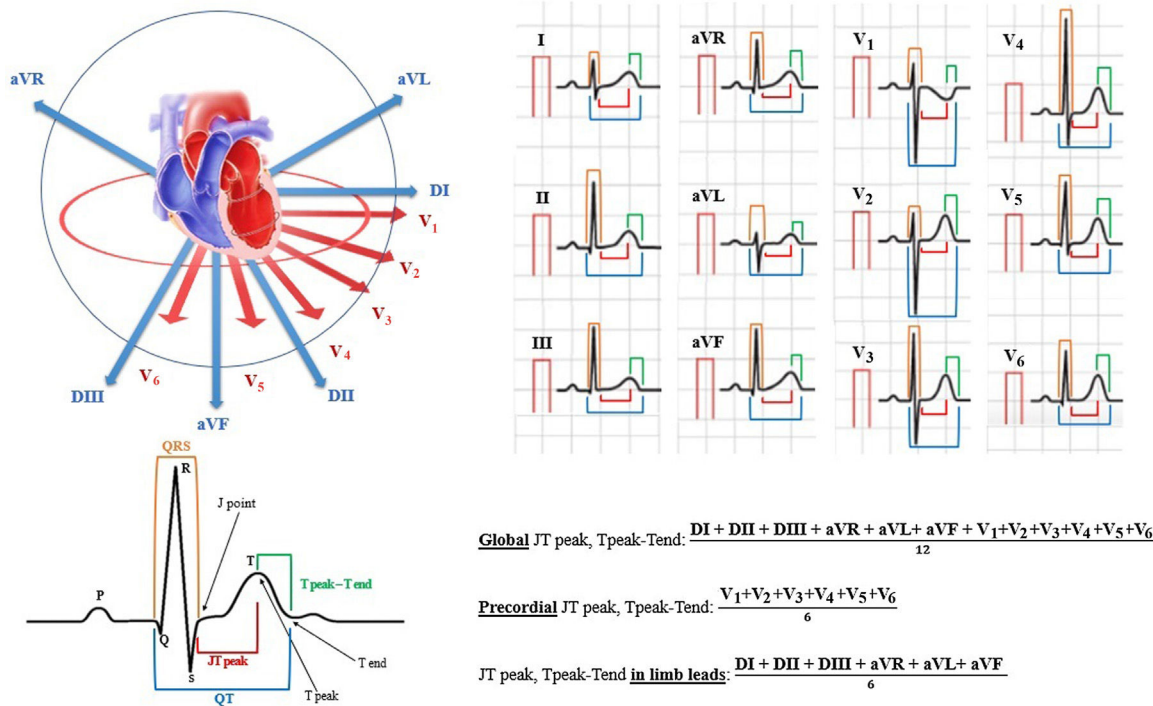 aVR
aVL
DI
V1
V2
V3
V4
V5
V6
DIII
aVF
DII
I
aVR
V1
V4
II
aVL
V2
V5
III
aVF
V3
V6
QRS
R
J point
P
T
T peak–T end
Q
S
JT peak
T end
T peak
QT
Global JT peak, Tpeak-Tend: DI + DII + DIII + aVR + aVL+ aVF + V1+V2+V3+V4+V5+V6
12
Precordial JT peak, Tpeak-Tend: V1+V2+V3+V4+V5+V6
6
JT peak, Tpeak-Tend in limb leads: DI + DII + DIII + aVR + aVL+ aVF
6